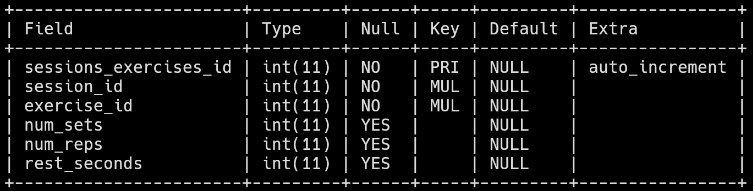 +-----------------------+---------+------+-----+---------+----------------+
| Field                 | Type    | Null | Key | Default | Extra          |
+-----------------------+---------+------+-----+---------+----------------+
| sessions_exercises_id | int(11) | NO   | PRI | NULL    | auto_increment |
| session_id            | int(11) | NO   | MUL | NULL    |                |
| exercise_id           | int(11) | NO   | MUL | NULL    |                |
| num_sets              | int(11) | YES  |     | NULL    |                |
| num_reps              | int(11) | YES  |     | NULL    |                |
| rest_seconds          | int(11) | YES  |     | NULL    |                |
+-----------------------+---------+------+-----+---------+----------------+